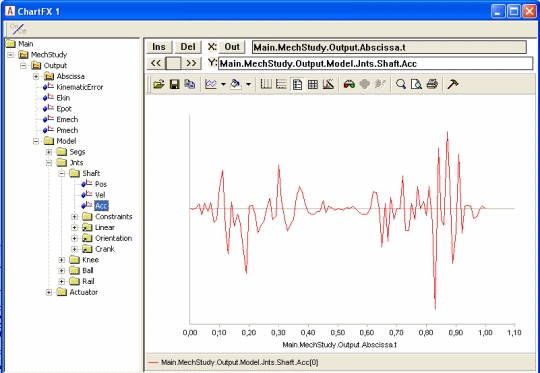 ChartFX 1
Main
MechStudy
Output
Abscissa
KinematicError
Ekin
Epot
Emech
Pmech
Model
Segs
Jnts
Shaft
Pos
Vel
Acc
Constraints
Linear
Orientation
Crank
Knee
Ball
Rail
Actuator
Ins Del X: Out Main.MechStudy.Output.Abscissa.t
<< >> Y: Main.MechStudy.Output.Model.Jnts.Shaft.Acc
0,00 0,10 0,20 0,30 0,40 0,50 0,60 0,70 0,80 0,90 1,00 1,10
Main.MechStudy.Output.Abscissa.t
Main.MechStudy.Output.Model.Jnts.Shaft.Acc[0]